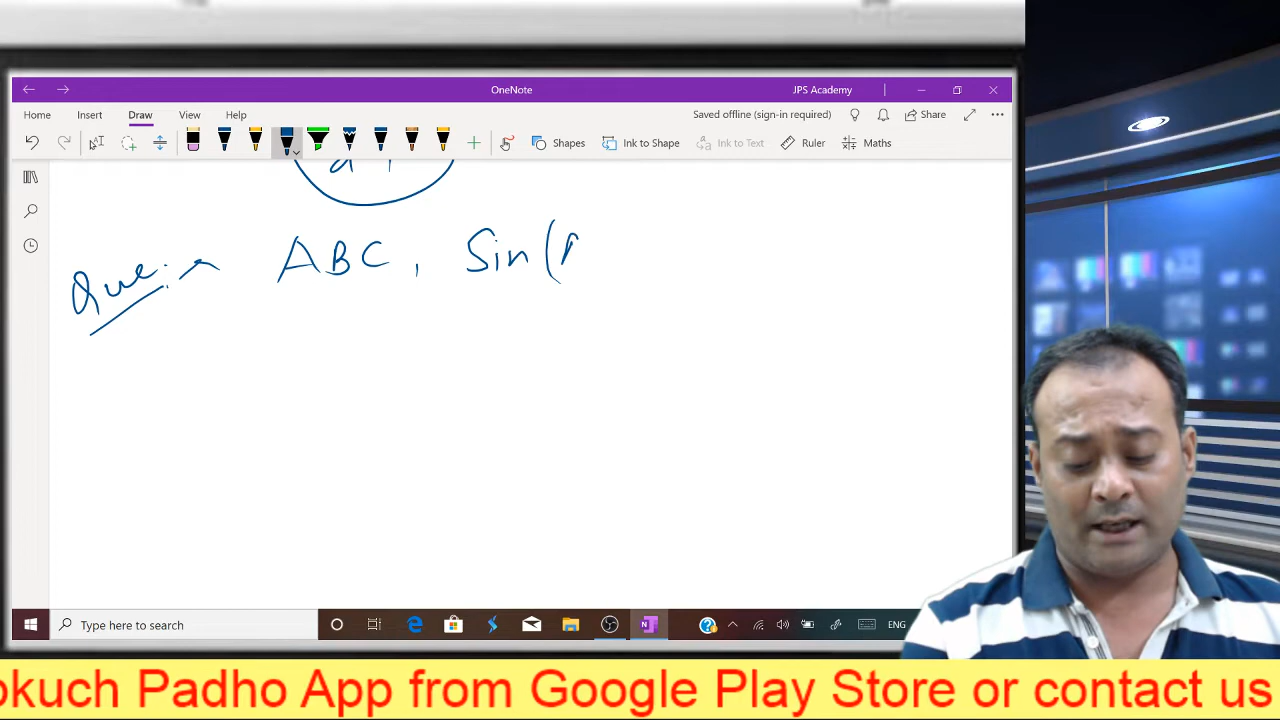 OneNote
JPS Academy
Home Insert Draw View Help
Saved offline (sign-in required)
Share
Shapes
Ink to Shape
Ink to Text
Ruler
Maths
Que:
ABC, Sin(
Type here to search
ENG
okuch Padho App from Google Play Store or contact us